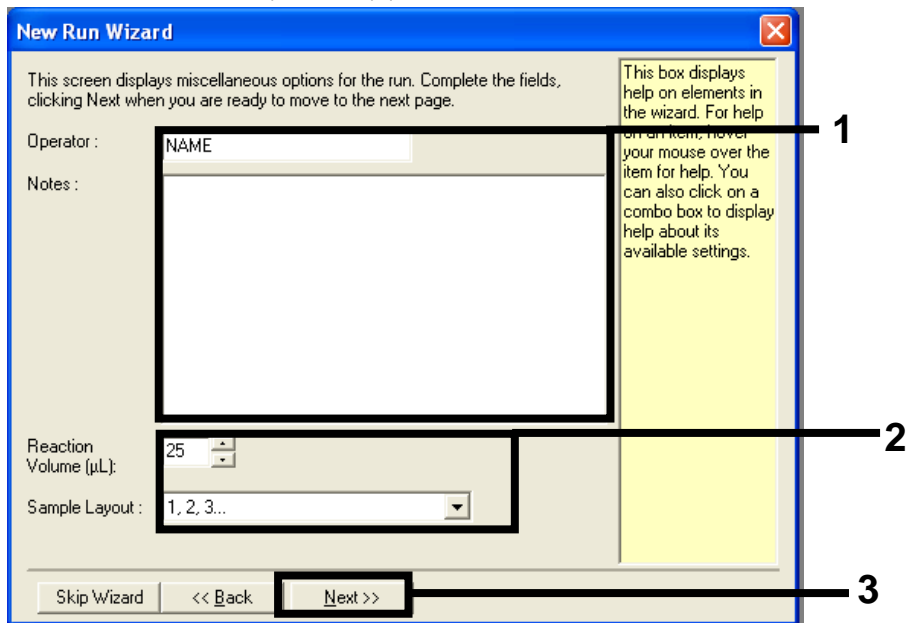 New Run Wizard
This screen displays miscellaneous options for the run. Complete the fields,
clicking Next when you are ready to move to the next page.
This box displays
help on elements in
the wizard. For help
on an item, hover
your mouse over the
item for help. You
can also click on a
combo box to display
help about its
available settings.
Operator :
NAME
1
Notes :
Reaction
Volume (µL):
25
2
Sample Layout :
1, 2, 3...
Skip Wizard
<< Back
Next >>
3